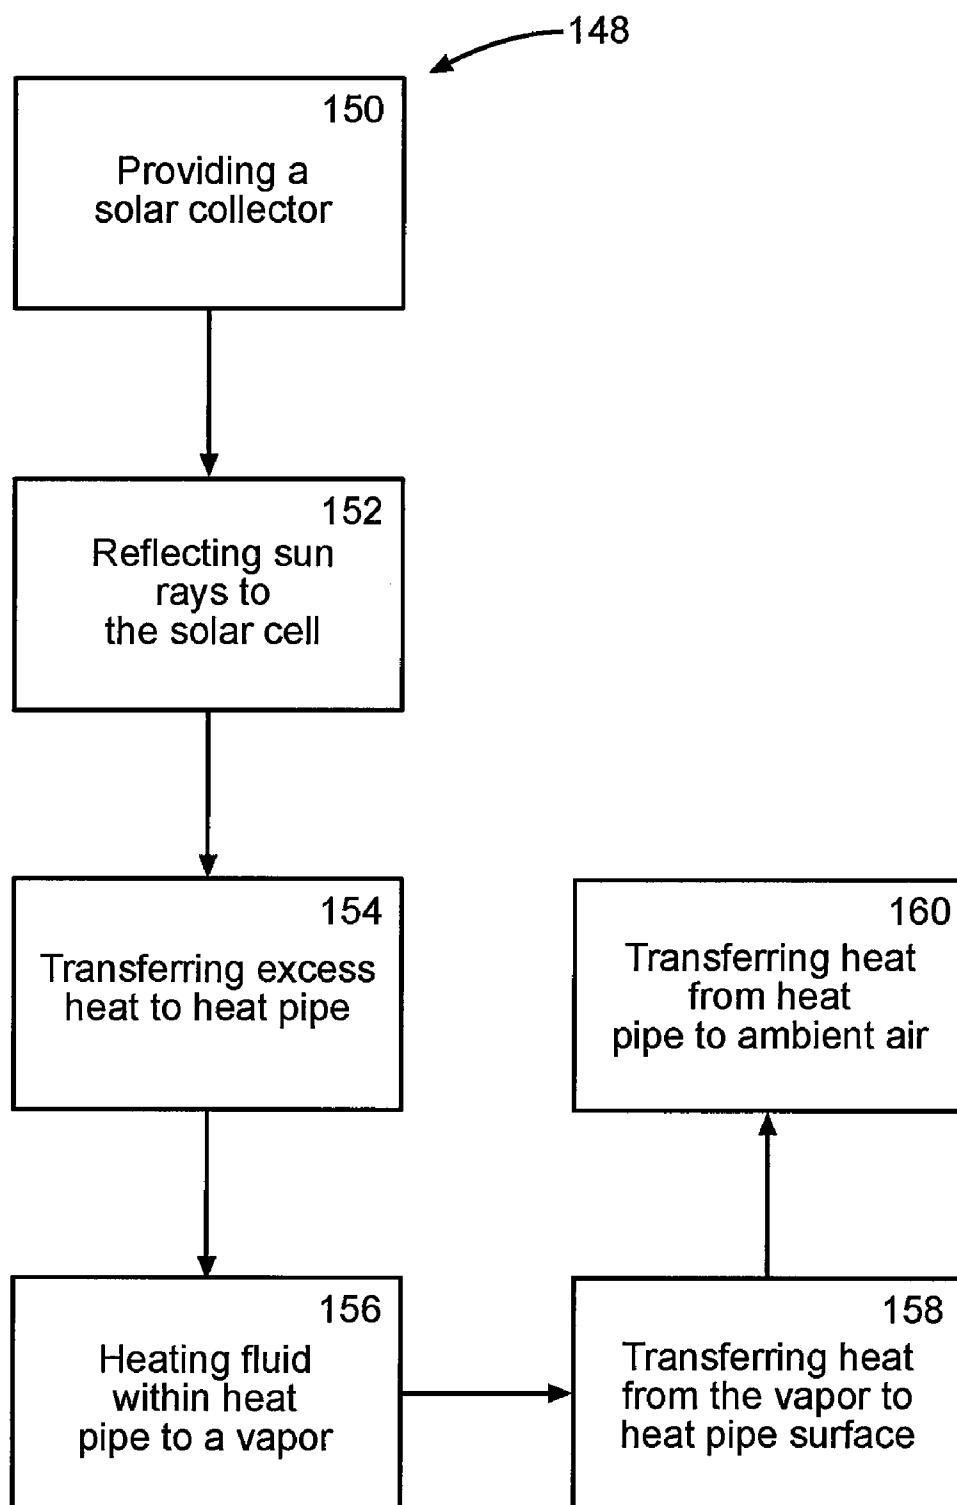 148
150
Providing a
solar collector
152
Reflecting sun
rays to
the solar cell
154
Transferring excess
heat to heat pipe
156
Heating fluid
within heat
pipe to a vapor
158
Transferring heat
from the vapor to
heat pipe surface
160
Transferring heat
from heat
pipe to ambient air